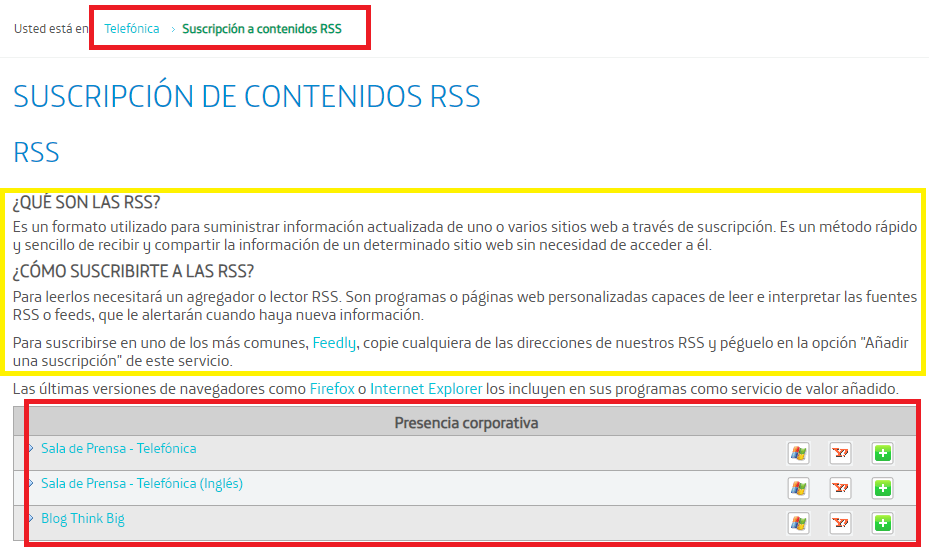 Usted está en Telefónica › Suscripción a contenidos RSS
SUSCRIPCIÓN DE CONTENIDOS RSS
RSS
¿QUÉ SON LAS RSS?
Es un formato utilizado para suministrar información actualizada de uno o varios sitios web a través de suscripción. Es un método rápido
y sencillo de recibir y compartir la información de un determinado sitio web sin necesidad de acceder a él.
¿CÓMO SUSCRIBIRTE A LAS RSS?
Para leerlos necesitará un agregador o lector RSS. Son programas o páginas web personalizadas capaces de leer e interpretar las fuentes
RSS o feeds, que le alertarán cuando haya nueva información.
Para suscribirse en uno de los más comunes, Feedly, copie cualquiera de las direcciones de nuestros RSS y péguelo en la opción "Añadir
una suscripción" de este servicio.
Las últimas versiones de navegadores como Firefox o Internet Explorer los incluyen en sus programas como servicio de valor añadido.
Presencia corporativa
Sala de Prensa - Telefónica
Sala de Prensa - Telefónica (Inglés)
Blog Think Big